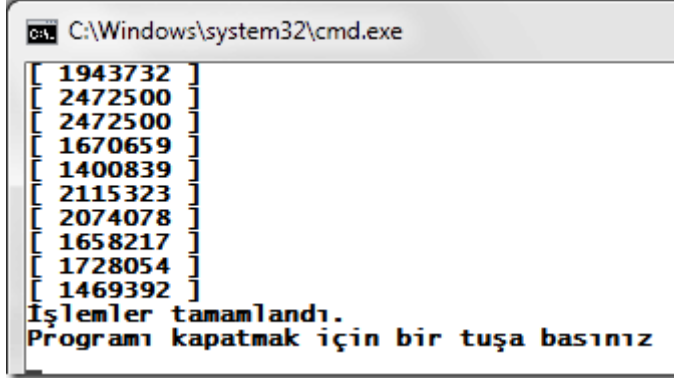 C:\Windows\system32\cmd.exe
[ 1943732 ]
[ 2472500 ]
[ 2472500 ]
[ 1670659 ]
[ 1400839 ]
[ 2115323 ]
[ 2074078 ]
[ 1658217 ]
[ 1728054 ]
[ 1469392 ]
İşlemler tamamlandı.
Programı kapatmak için bir tuşa basınız